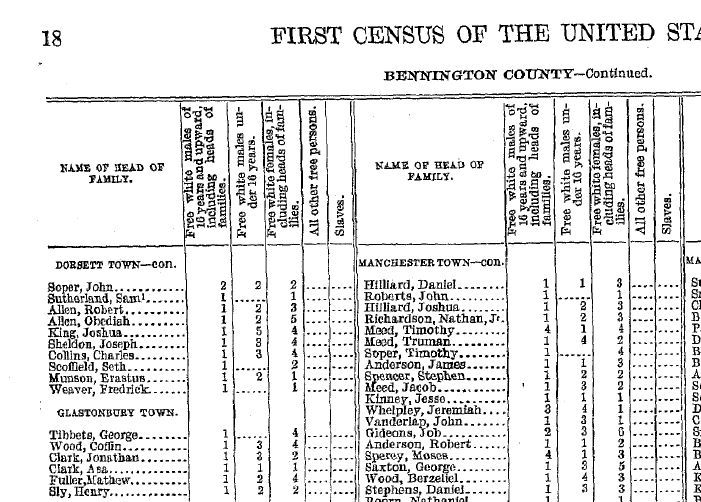 18
FIRST CENSUS OF THE UNITED
BENNINGTON COUNTY—Continued.
NAME OF HEAD OF FAMILY.
Free white males of 16 years and upward, including heads of families.
Free white males under 16 years.
Free white females, including heads of families.
All other free persons.
Slaves.
DORSETT TOWN—con.
Soper, John 2 2 2
Sutherland, Saml 1 1
Allen, Robert 1 2 3
Allen, Obediah 1 2 5
King, Joshua 1 5 4
Sheldon, Joseph 1 3 4
Collins, Charles 1 3 4
Scoffield, Seth 1 2
Munson, Erastus 1 2 1
Weaver, Fredrick 1 1
GLASTONBURY TOWN.
Tibbets, George 1 4
Wood, Coffin 1 3 4
Clark, Jonathan 1 3 2
Clark, Asa 1 1 1
Fuller, Mathew 1 2 4
Sly, Henry 1 2 2
NAME OF HEAD OF FAMILY.
Free white males of 16 years and upward, including heads of families.
Free white males under 16 years.
Free white females, including heads of families.
All other free persons.
Slaves.
MANCHESTER TOWN—con.
Hilliard, Daniel 1 1 3
Roberts, John 1 1
Hilliard, Joshua 1 2 3
Richardson, Nathan, Jr. 1 2 3
Meed, Timothy 4 1 4
Meed, Truman 1 4 2
Soper, Timothy 1 4
Anderson, James 1 1 3
Spencer, Stephen 1 2 2
Meed, Jacob 1 3 2
Kinney, Jesse 1 1 1
Whelpley, Jeremiah 3 4 1
Vanderlap, John 1 3 1
Gideons, Job 2 3 6
Anderson, Robert 1 1 2
Sperey, Moses 4 1 3
Saxton, George 1 3 5
Wood, Berzeliel 1 4 3
Stephens, Daniel 1 3 3